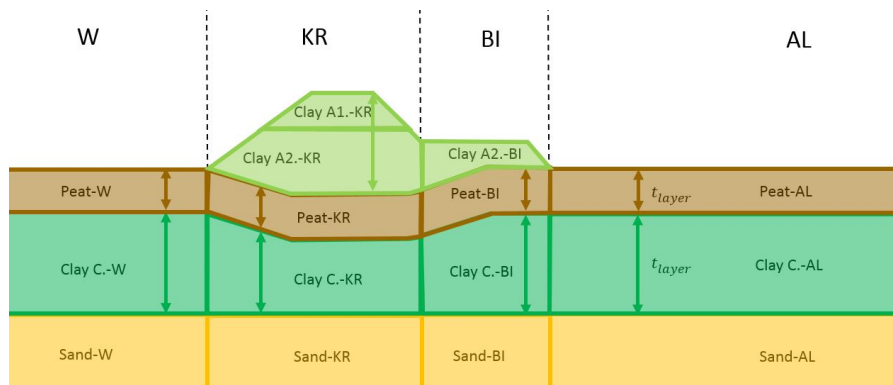 W KR BI AL
Clay A1.-KR
Clay A2.-KR Clay A2.-BI
Peat-W Peat-KR Peat-BI t_layer Peat-AL
Clay C.-W Clay C.-KR Clay C.-BI t_layer Clay C.-AL
Sand-W Sand-KR Sand-BI Sand-AL